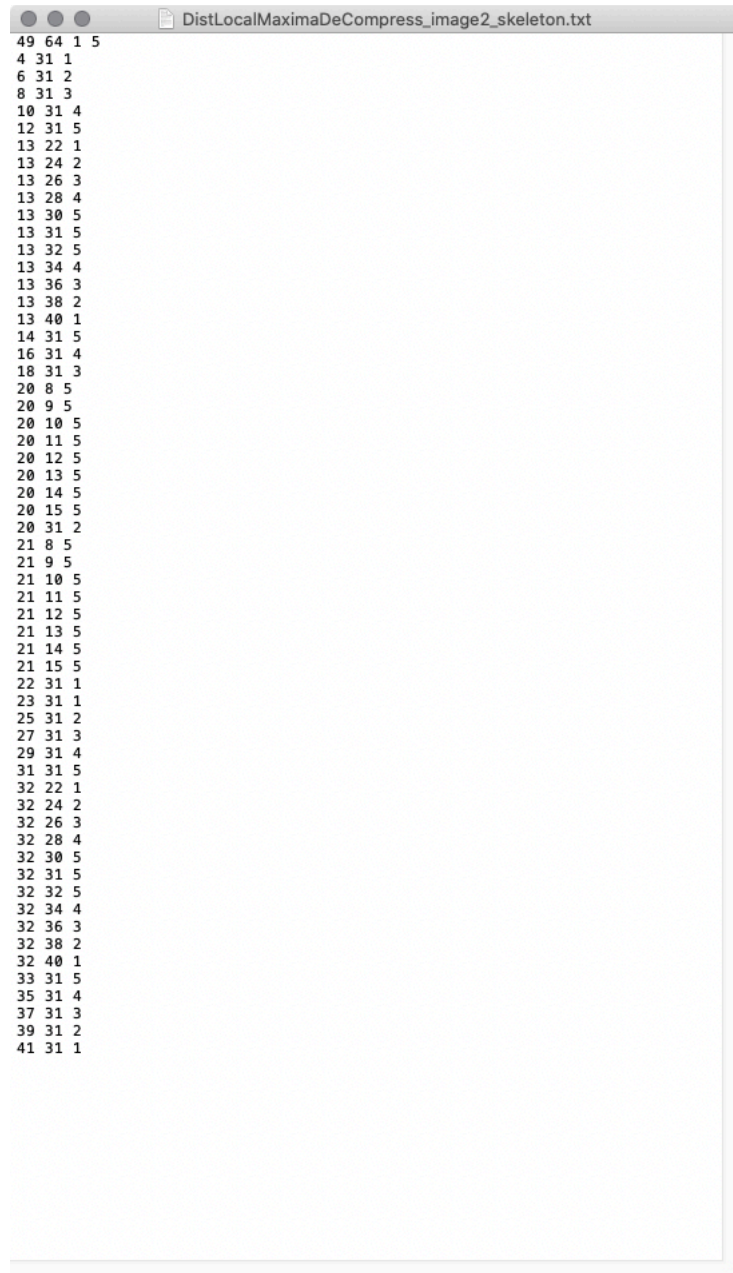 DistLocalMaximaDeCompress_image2_skeleton.txt
49 64 1 5
4 31 1
6 31 2
8 31 3
10 31 4
12 31 5
13 22 1
13 24 2
13 26 3
13 28 4
13 30 5
13 31 5
13 32 5
13 34 4
13 36 3
13 38 2
13 40 1
14 31 5
16 31 4
18 31 3
20 8 5
20 9 5
20 10 5
20 11 5
20 12 5
20 13 5
20 14 5
20 15 5
20 31 2
21 8 5
21 9 5
21 10 5
21 11 5
21 12 5
21 13 5
21 14 5
21 15 5
22 31 1
23 31 1
25 31 2
27 31 3
29 31 4
31 31 5
32 22 1
32 24 2
32 26 3
32 28 4
32 30 5
32 31 5
32 32 5
32 34 4
32 36 3
32 38 2
32 40 1
33 31 5
35 31 4
37 31 3
39 31 2
41 31 1